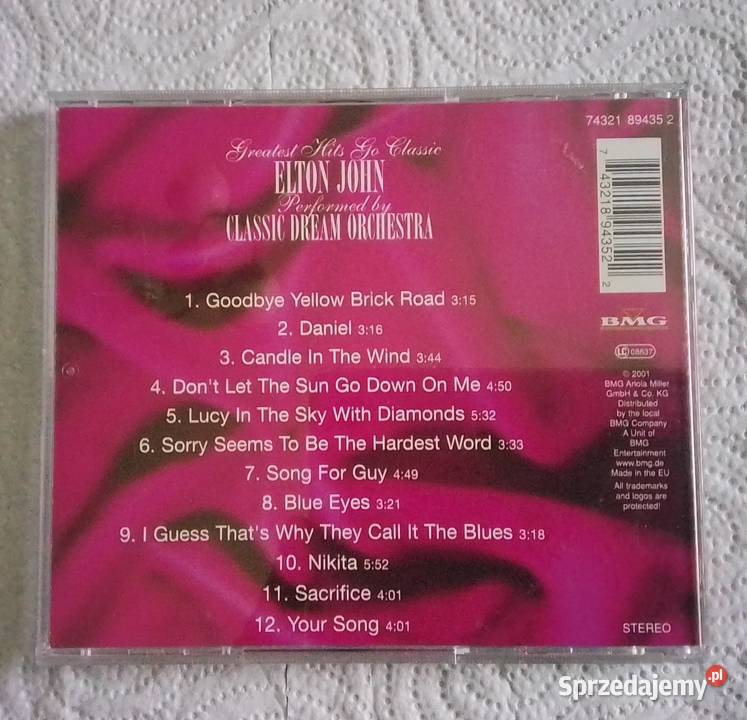 74321 89435 2
Greatest Hits Go Classic
ELTON JOHN
Performed by
CLASSIC DREAM ORCHESTRA
7 43218 94352 2
1. Goodbye Yellow Brick Road 3:15
2. Daniel 3:16
3. Candle In The Wind 3:44
4. Don't Let The Sun Go Down On Me 4:50
5. Lucy In The Sky With Diamonds 5:32
6. Sorry Seems To Be The Hardest Word 3:33
7. Song For Guy 4:49
8. Blue Eyes 3:21
9. I Guess That's Why They Call It The Blues 3:18
10. Nikita 5:52
11. Sacrifice 4:01
12. Your Song 4:01
BMG
LC 08637
© 2001
BMG Ariola Miller
GmbH & Co. KG
Distributed
by the local
BMG Company
A Unit of
BMG
Entertainment
www.bmg.de
Made in the EU
All trademarks
and logos are
protected!
STEREO
Sprzedajemy.pl